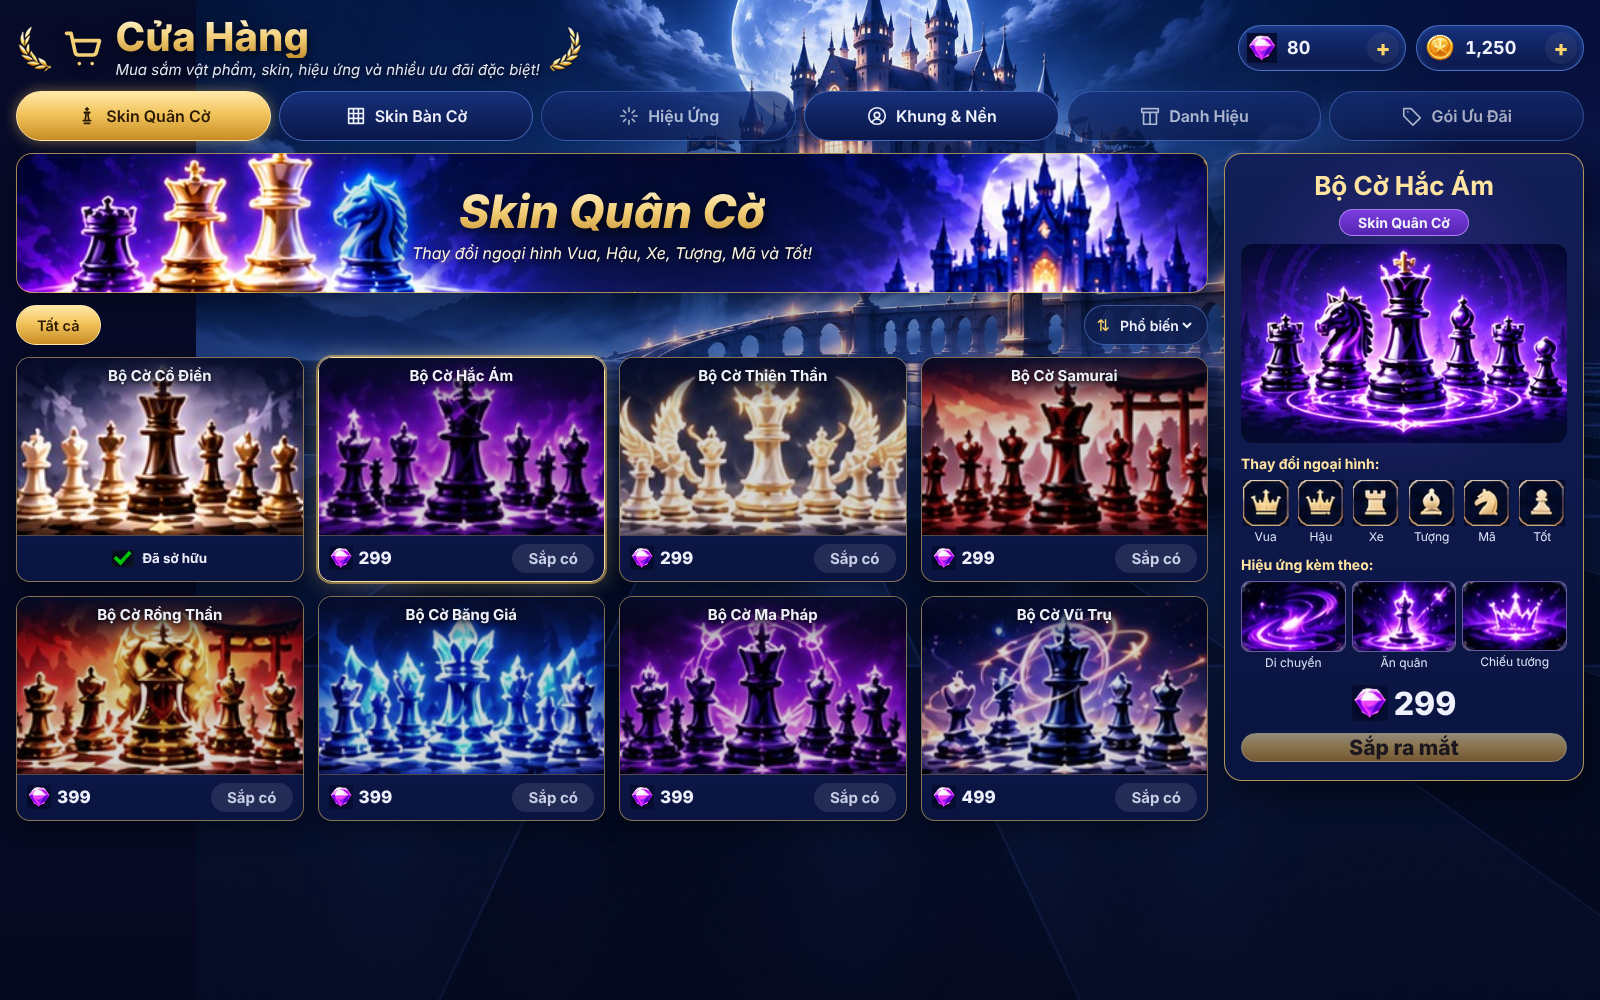 Cửa Hàng
Mua sắm vật phẩm, skin, hiệu ứng và nhiều ưu đãi đặc biệt!
80 +
1,250 +
Skin Quân Cờ
Skin Bàn Cờ
Hiệu Ứng
Khung & Nền
Danh Hiệu
Gói Ưu Đãi
Skin Quân Cờ
Thay đổi ngoại hình Vua, Hậu, Xe, Tượng, Mã và Tốt!
Tất cả
Phổ biến
Bộ Cờ Cổ Điển
Đã sở hữu
Bộ Cờ Hắc Ám
299 Sắp có
Bộ Cờ Thiên Thần
299 Sắp có
Bộ Cờ Samurai
299 Sắp có
Bộ Cờ Rồng Thần
399 Sắp có
Bộ Cờ Băng Giá
399 Sắp có
Bộ Cờ Ma Pháp
399 Sắp có
Bộ Cờ Vũ Trụ
499 Sắp có
Bộ Cờ Hắc Ám
Skin Quân Cờ
Thay đổi ngoại hình:
Vua Hậu Xe Tượng Mã Tốt
Hiệu ứng kèm theo:
Di chuyển Ăn quân Chiếu tướng
299
Sắp ra mắt